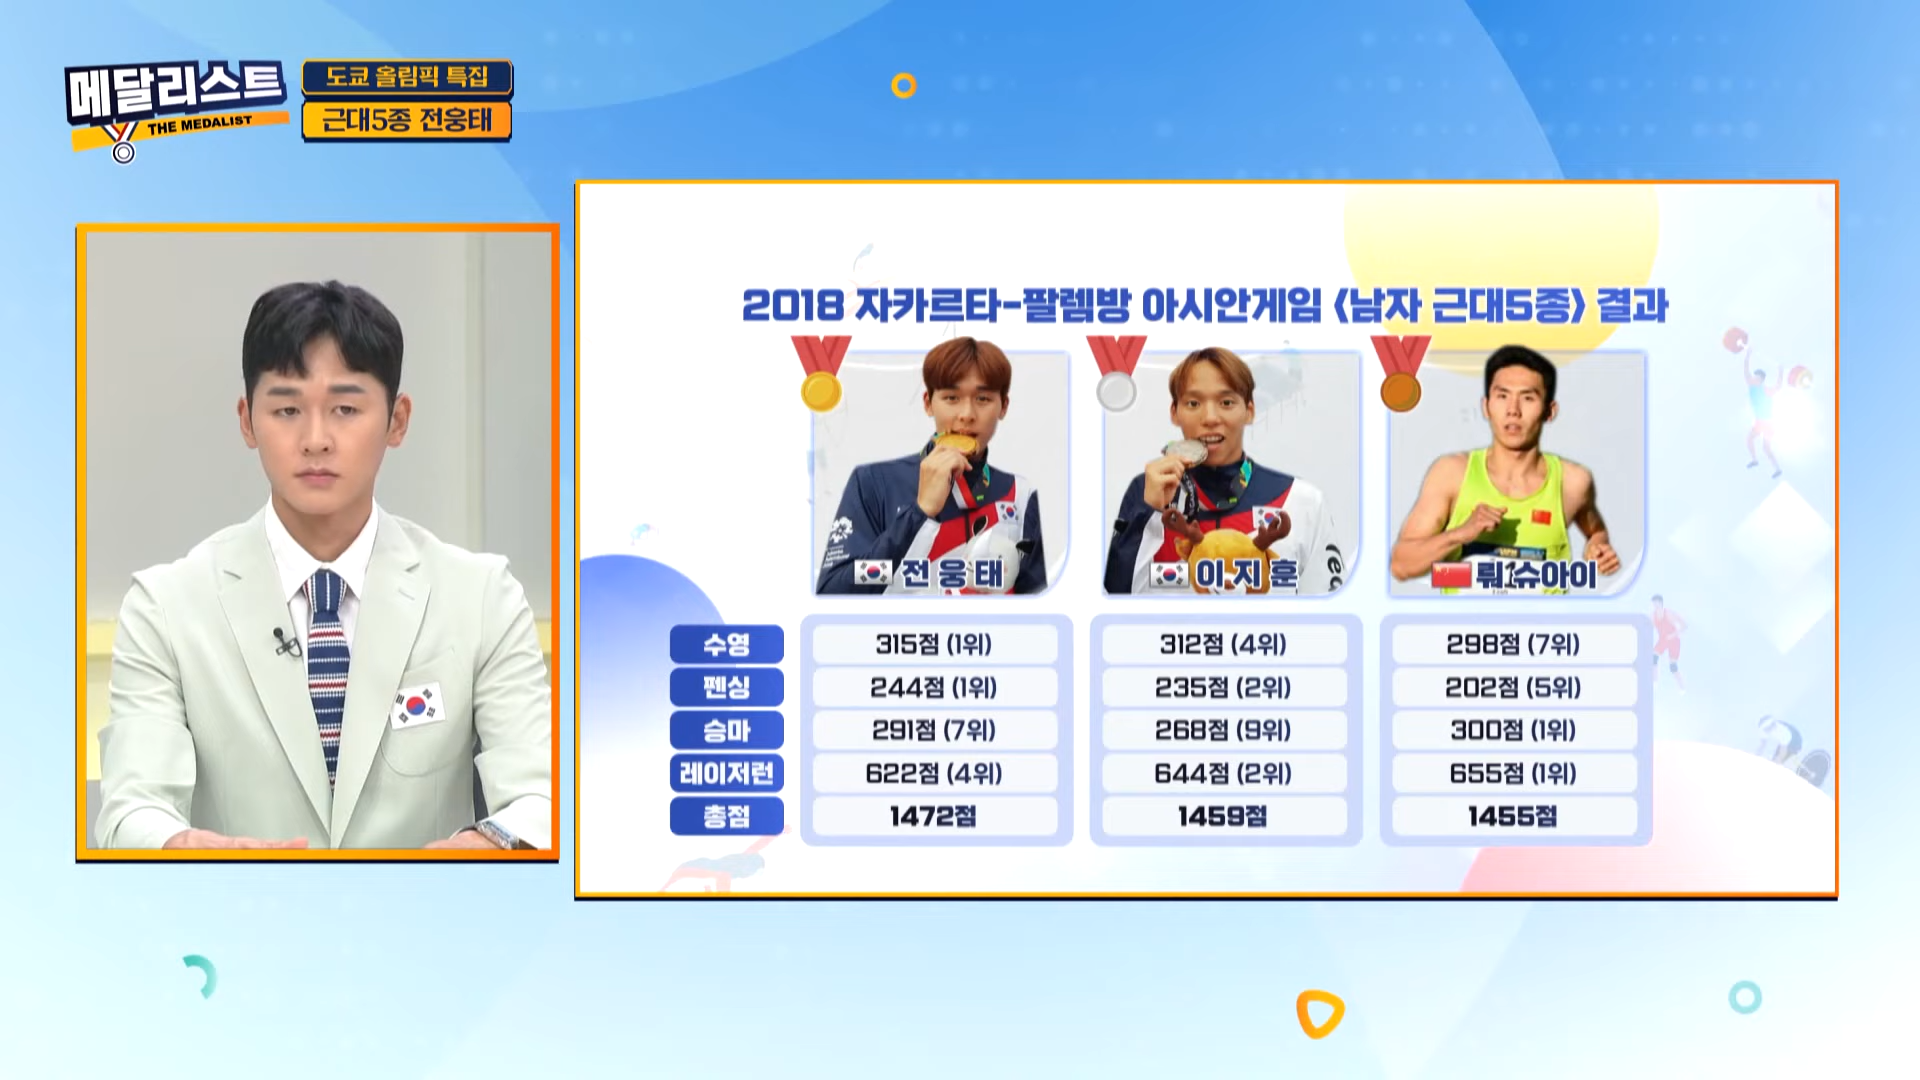 메달리스트
THE MEDALIST
도쿄 올림픽 특집
근대5종 전웅태
2018 자카르타-팔렘방 아시안게임 〈남자 근대5종〉 결과
전웅태 이지훈 뤄슈아이
수영 315점 (1위) 312점 (4위) 298점 (7위)
펜싱 244점 (1위) 235점 (2위) 202점 (5위)
승마 291점 (7위) 268점 (9위) 300점 (1위)
레이저런 622점 (4위) 644점 (2위) 655점 (1위)
총점 1472점 1459점 1455점